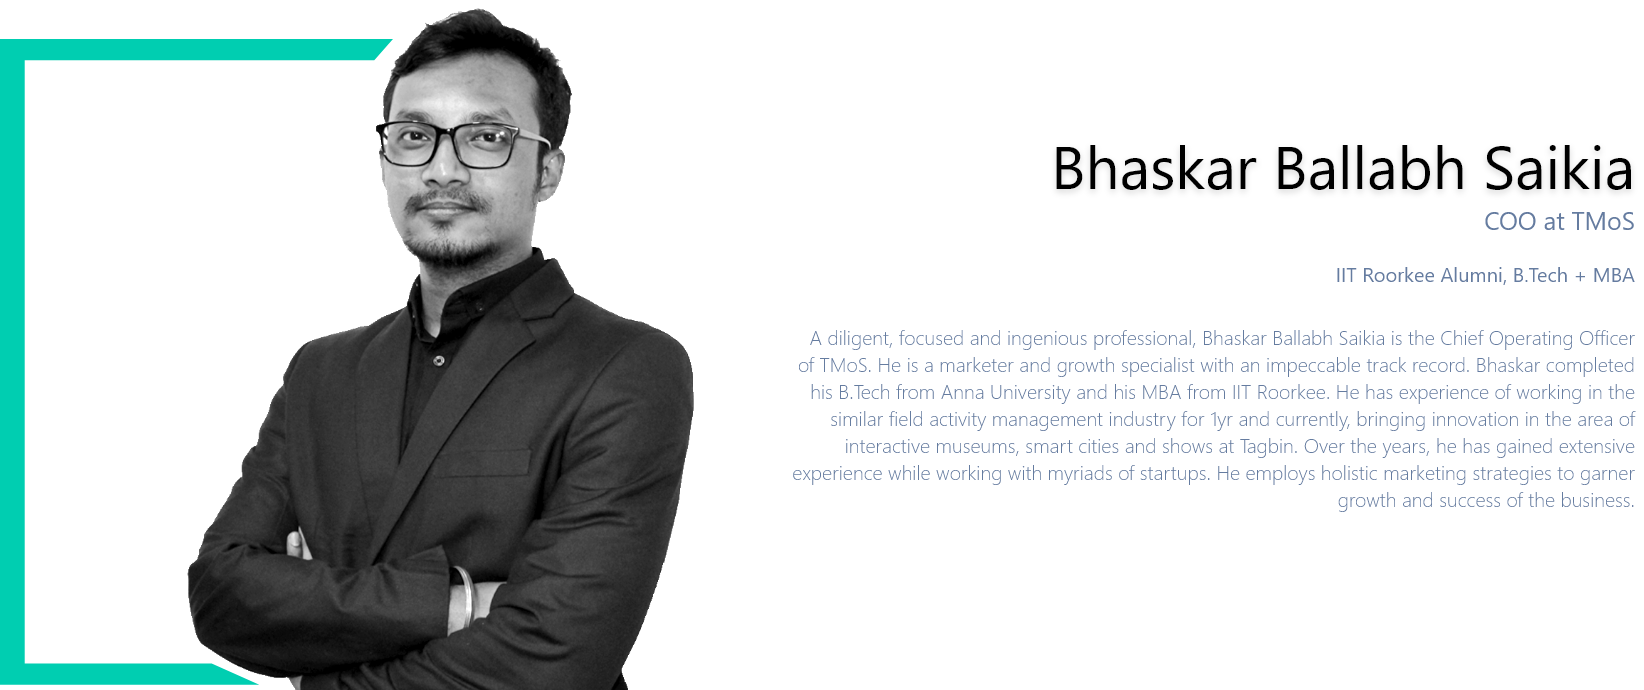 Bhaskar Ballabh Saikia
COO at TMoS
IIT Roorkee Alumni, B.Tech + MBA
A diligent, focused and ingenious professional, Bhaskar Ballabh Saikia is the Chief Operating Officer
of TMoS. He is a marketer and growth specialist with an impeccable track record. Bhaskar completed
his B.Tech from Anna University and his MBA from IIT Roorkee. He has experience of working in the
similar field activity management industry for 1yr and currently, bringing innovation in the area of
interactive museums, smart cities and shows at Tagbin. Over the years, he has gained extensive
experience while working with myriads of startups. He employs holistic marketing strategies to garner
growth and success of the business.